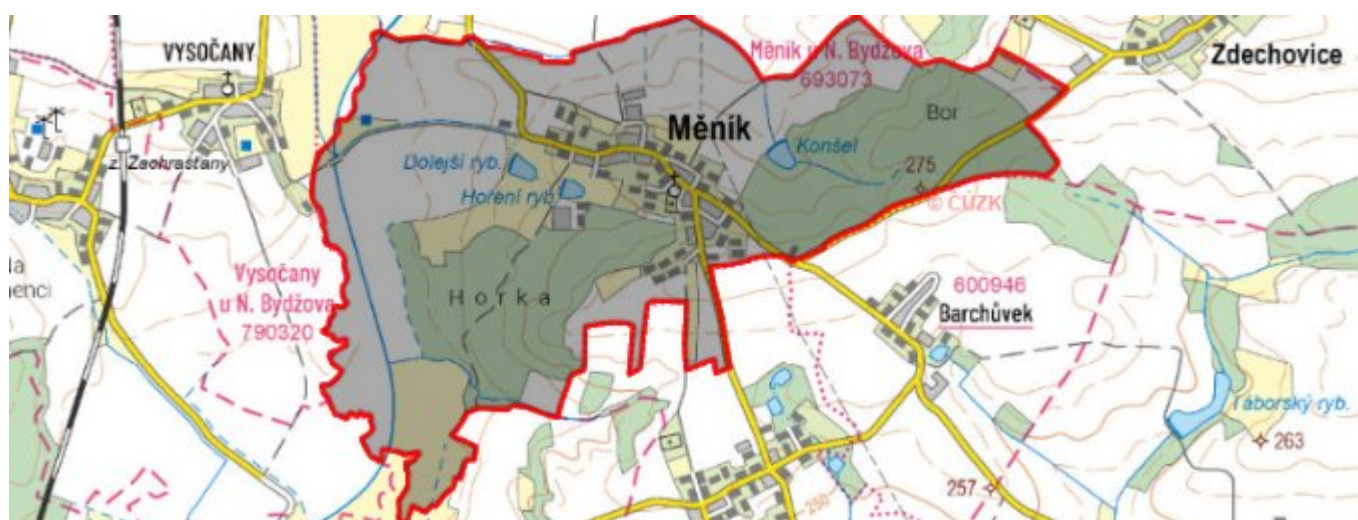 VYSOČANY
Měník u N. Bydžova
693073
Zdechovice
Bor
Měník
Konšel
z. Zachrašťany
Dolejší ryb.
275
Hoření ryb.
© ČÚZK
Vysočany
u N. Bydžova
790320
Horka
600946
Barchůvek
Táborský ryb.
263
257
250